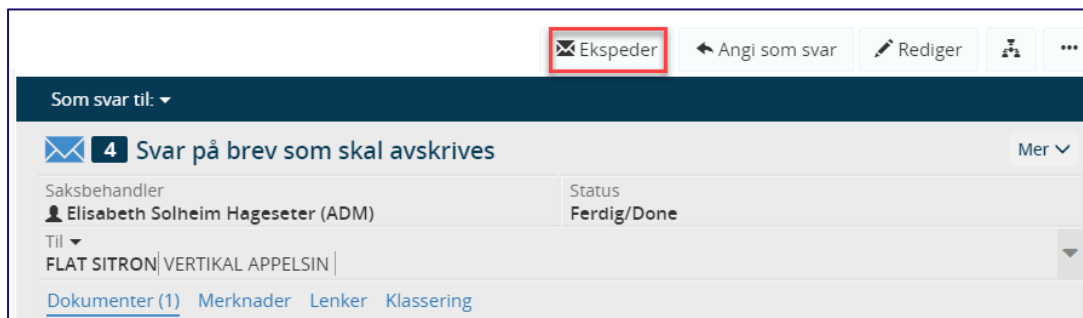 Ekspeder Angi som svar Rediger
Som svar til:
4 Svar på brev som skal avskrives Mer
Saksbehandler Status
Elisabeth Solheim Hageseter (ADM) Ferdig/Done
Til
FLAT SITRON VERTIKAL APPELSIN
Dokumenter (1) Merknader Lenker Klassering